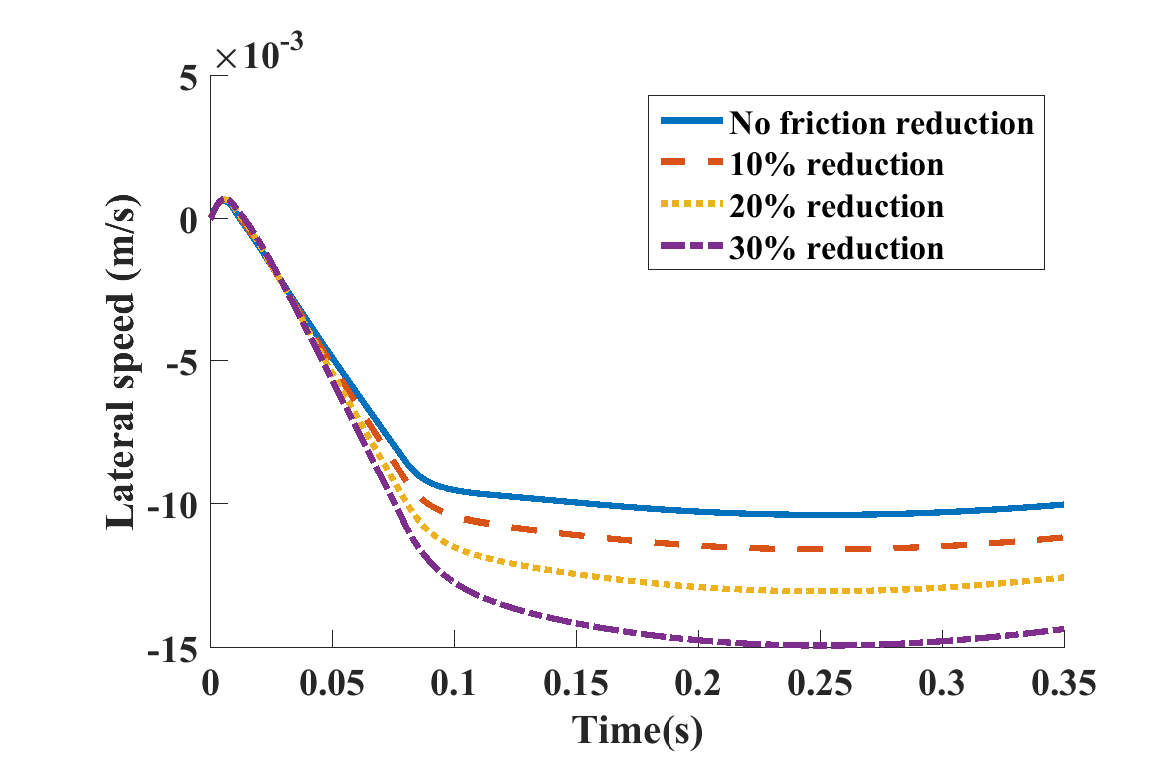 ×10-3
5
0
-5
-10
-15
Lateral speed (m/s)
No friction reduction
10% reduction
20% reduction
30% reduction
0 0.05 0.1 0.15 0.2 0.25 0.3 0.35
Time(s)